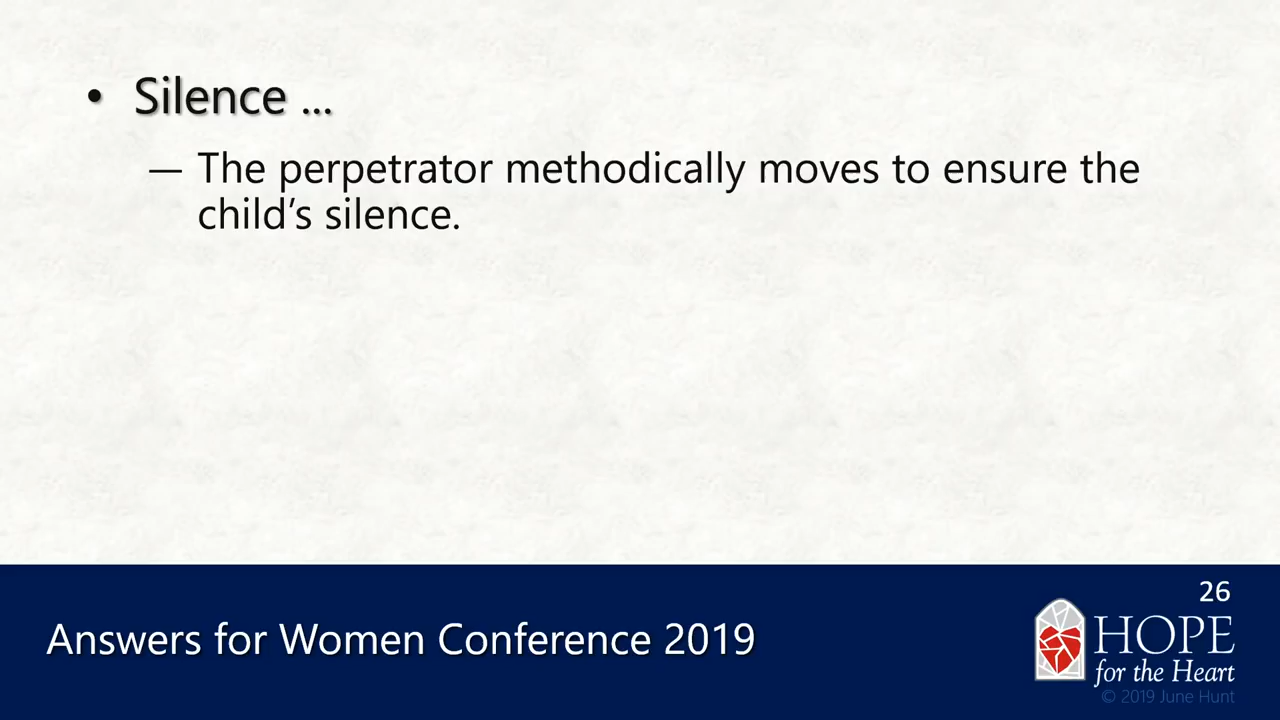 • Silence ...
— The perpetrator methodically moves to ensure the
child’s silence.
26
Answers for Women Conference 2019
HOPE
for the Heart
© 2019 June Hunt